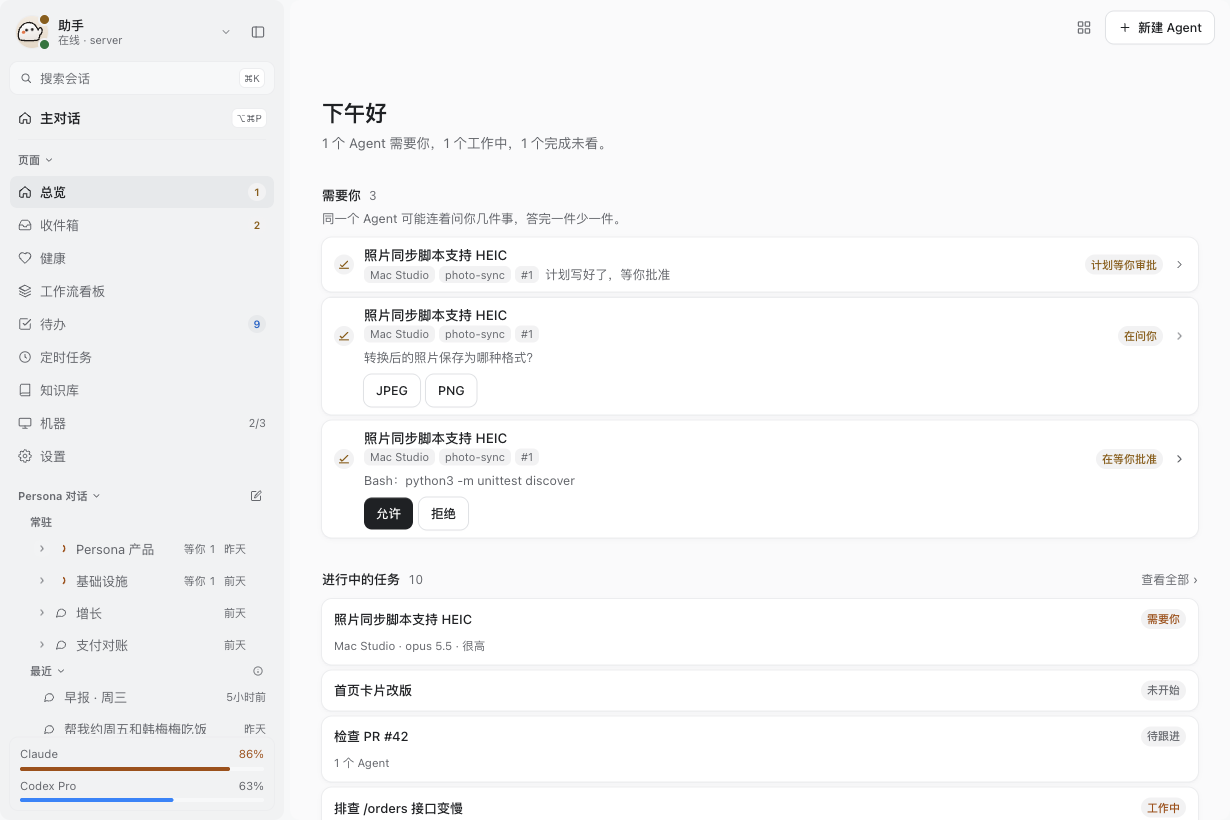 助手
在线 · server
搜索会话 ⌘K
主对话 ⌥⌘P
页面
总览 1
收件箱 2
健康
工作流看板
待办 9
定时任务
知识库
机器 2/3
设置
Persona 对话
常驻
Persona 产品 等你 1 昨天
基础设施 等你 1 前天
增长 前天
支付对账 前天
最近
早报 · 周三 5小时前
帮我约周五和韩梅梅吃饭 昨天
Claude 86%
Codex Pro 63%
新建 Agent
下午好
1 个 Agent 需要你，1 个工作中，1 个完成未看。
需要你 3
同一个 Agent 可能连着问你几件事，答完一件少一件。
照片同步脚本支持 HEIC
Mac Studio photo-sync #1 计划写好了，等你批准
计划等你审批
照片同步脚本支持 HEIC
Mac Studio photo-sync #1
在问你
转换后的照片保存为哪种格式?
JPEG PNG
照片同步脚本支持 HEIC
Mac Studio photo-sync #1
在等你批准
Bash：python3 -m unittest discover
允许 拒绝
进行中的任务 10 查看全部
照片同步脚本支持 HEIC 需要你
Mac Studio · opus 5.5 · 很高
首页卡片改版 未开始
检查 PR #42 待跟进
1 个 Agent
排查 /orders 接口变慢 工作中